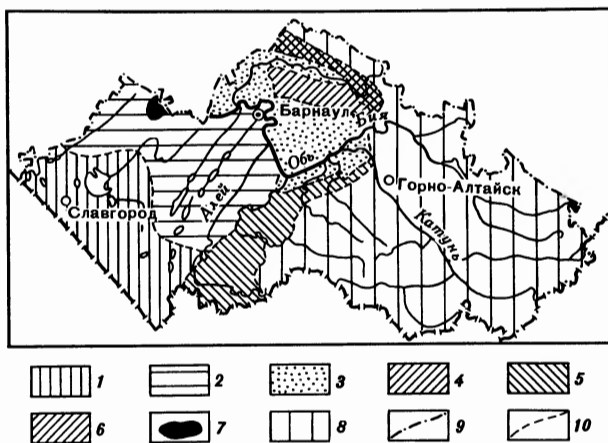 Барнаул
Бия
Обь
Горно-Алтайск
Славгород
Алей
Катунь
1 2 3 4 5
6 7 8 9 10